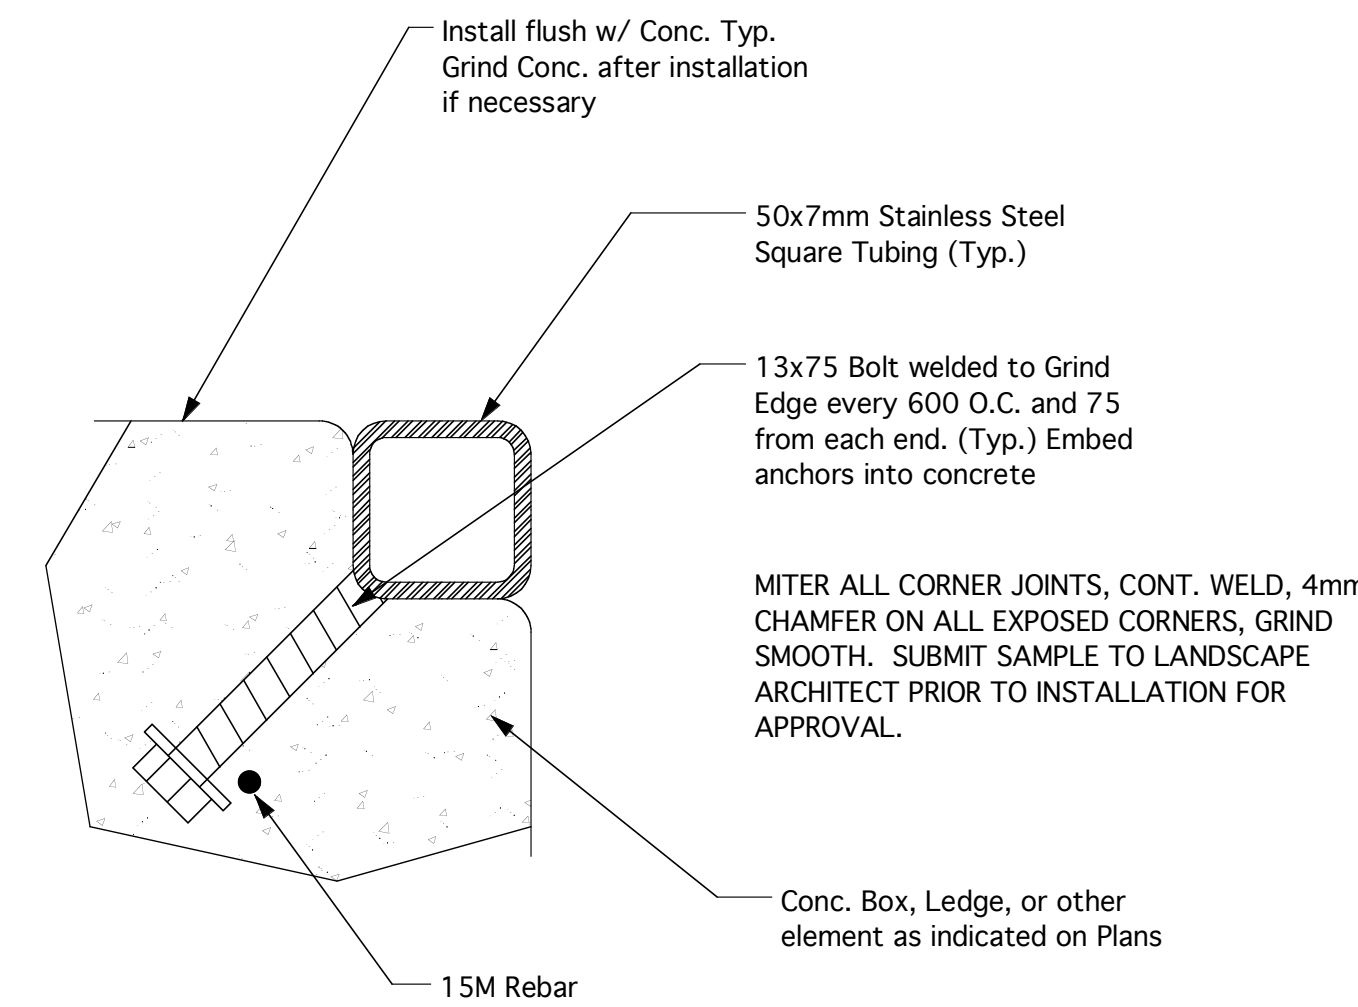 Install flush w/ Conc. Typ.
Grind Conc. after installation
if necessary
50x7mm Stainless Steel
Square Tubing (Typ.)
13x75 Bolt welded to Grind
Edge every 600 O.C. and 75
from each end. (Typ.) Embed
anchors into concrete
MITER ALL CORNER JOINTS, CONT. WELD, 4mm
CHAMFER ON ALL EXPOSED CORNERS, GRIND
SMOOTH.  SUBMIT SAMPLE TO LANDSCAPE
ARCHITECT PRIOR TO INSTALLATION FOR
APPROVAL.
Conc. Box, Ledge, or other
element as indicated on Plans
15M Rebar